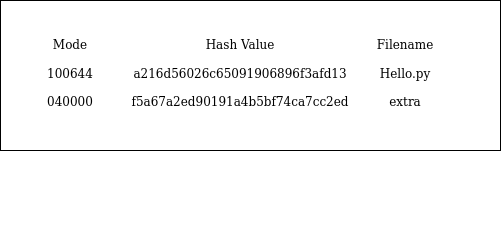 Mode Hash Value Filename
100644 a216d56026c65091906896f3afd13 Hello.py
040000 f5a67a2ed90191a4b5bf74ca7cc2ed extra